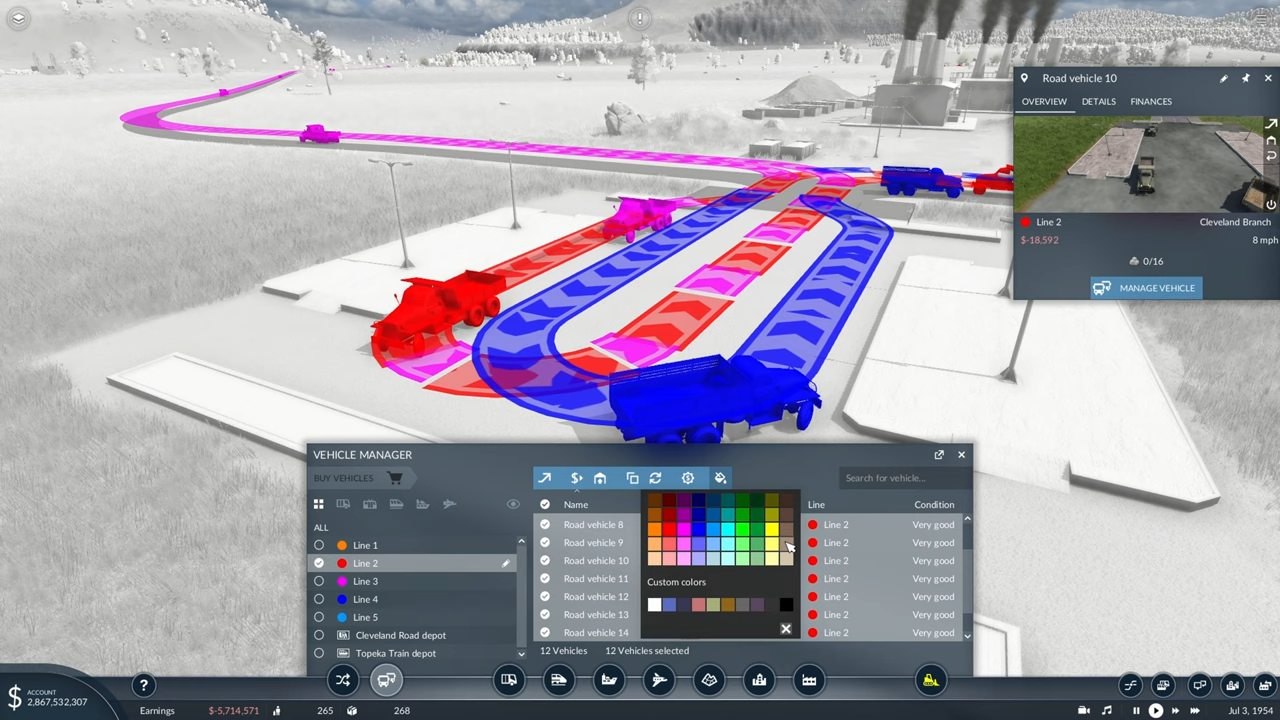 Road vehicle 10
OVERVIEW DETAILS FINANCES
Line 2 Cleveland Branch
$-18,592 8 mph
0/16
MANAGE VEHICLE
VEHICLE MANAGER
BUY VEHICLES
Search for vehicle...
Name Line Condition
ALL
Line 1
Line 2
Line 3
Line 4
Line 5
Cleveland Road depot
Topeka Train depot
Road vehicle 8 Line 2 Very good
Road vehicle 9 Line 2 Very good
Road vehicle 10 Line 2 Very good
Road vehicle 11 Line 2 Very good
Road vehicle 12 Line 2 Very good
Road vehicle 13 Line 2 Very good
Road vehicle 14 Line 2 Very good
Custom colors
12 Vehicles 12 Vehicles selected
$ ACCOUNT
2,867,532,307
?
Earnings $-5,714,571 265 268
Jul 3, 1954